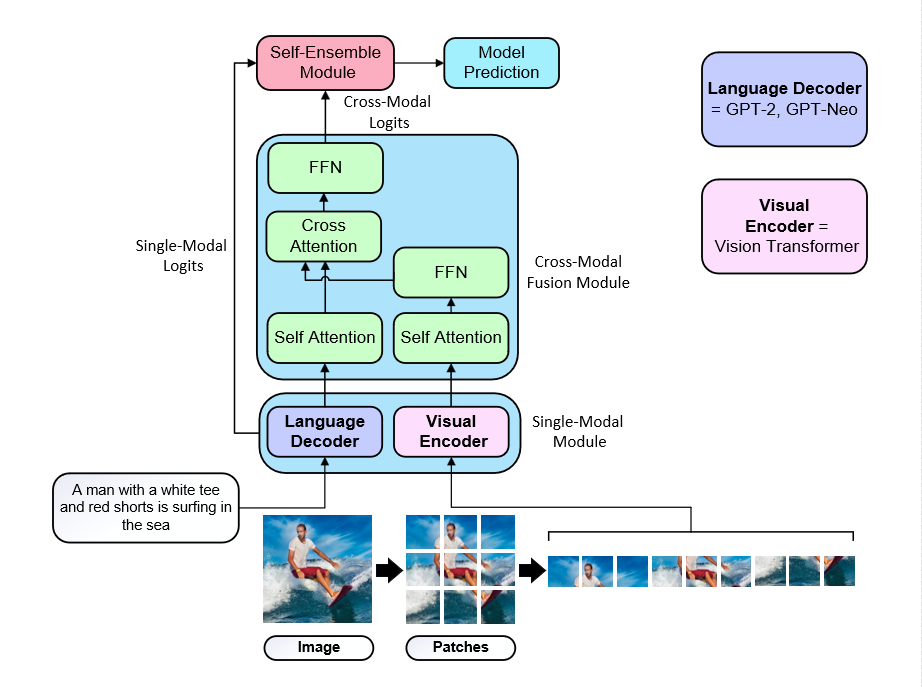 Self-Ensemble
Module
Model
Prediction
Cross-Modal
Logits
Language Decoder
= GPT-2, GPT-Neo
FFN
Visual
Encoder =
Vision Transformer
Cross
Attention
Single-Modal
Logits
FFN
Cross-Modal
Fusion Module
Self Attention
Self Attention
Language
Decoder
Visual
Encoder
Single-Modal
Module
A man with a white tee
and red shorts is surfing in
the sea
Image
Patches